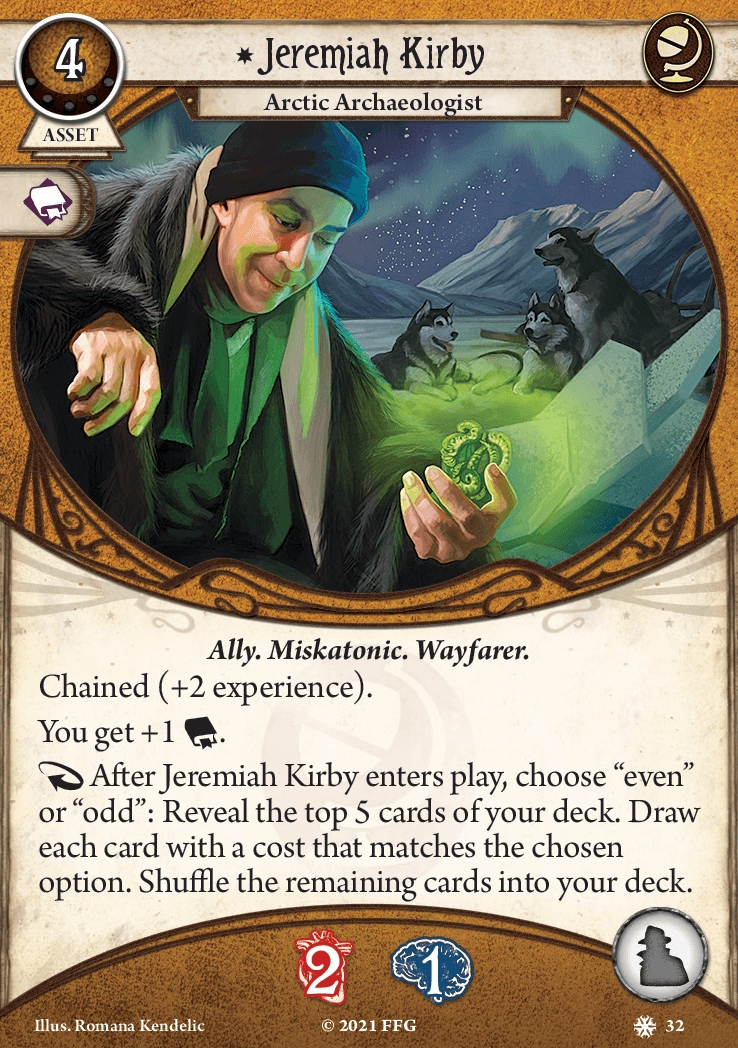 4
Jeremiah Kirby
Arctic Archaeologist
ASSET
Ally. Miskatonic. Wayfarer.
Chained (+2 experience).
You get +1 .
After Jeremiah Kirby enters play, choose “even”
or “odd”: Reveal the top 5 cards of your deck. Draw
each card with a cost that matches the chosen
option. Shuffle the remaining cards into your deck.
2 1
Illus. Romana Kendelic © 2021 FFG 32